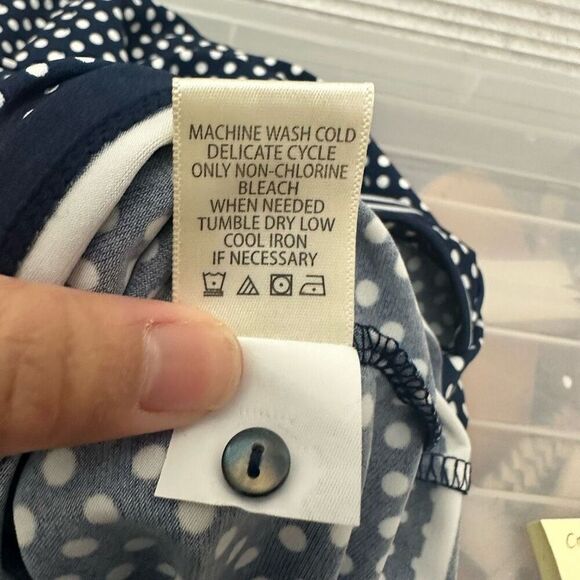 MACHINE WASH COLD
DELICATE CYCLE
ONLY NON-CHLORINE
BLEACH
WHEN NEEDED
TUMBLE DRY LOW
COOL IRON
IF NECESSARY